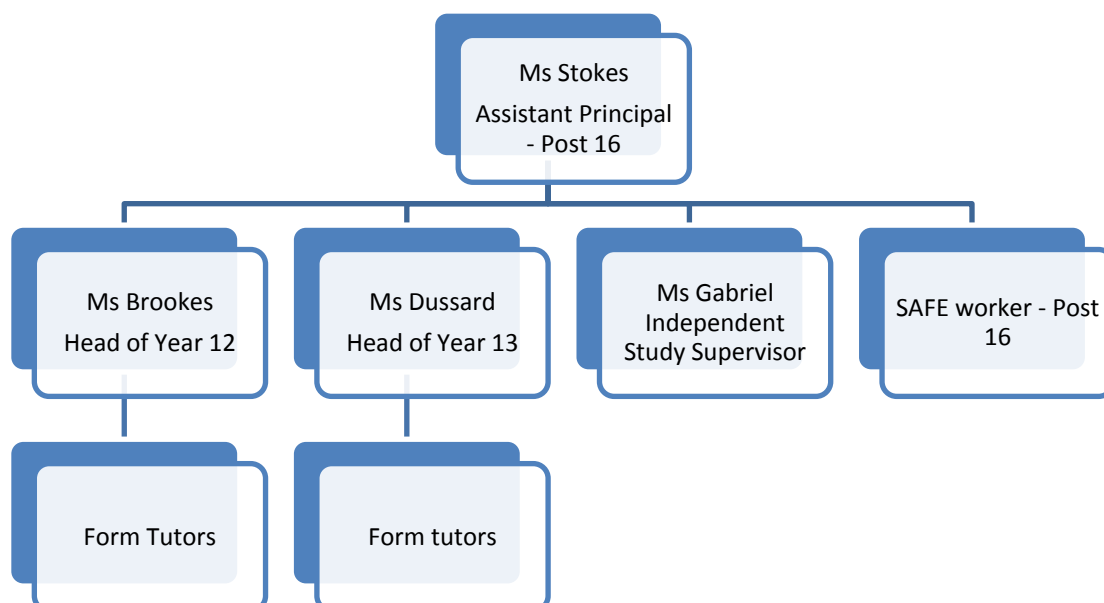 Ms Stokes
Assistant Principal
- Post 16
Ms Brookes
Head of Year 12
Ms Dussard
Head of Year 13
Ms Gabriel
Independent
Study Supervisor
SAFE worker - Post
16
Form Tutors
Form tutors